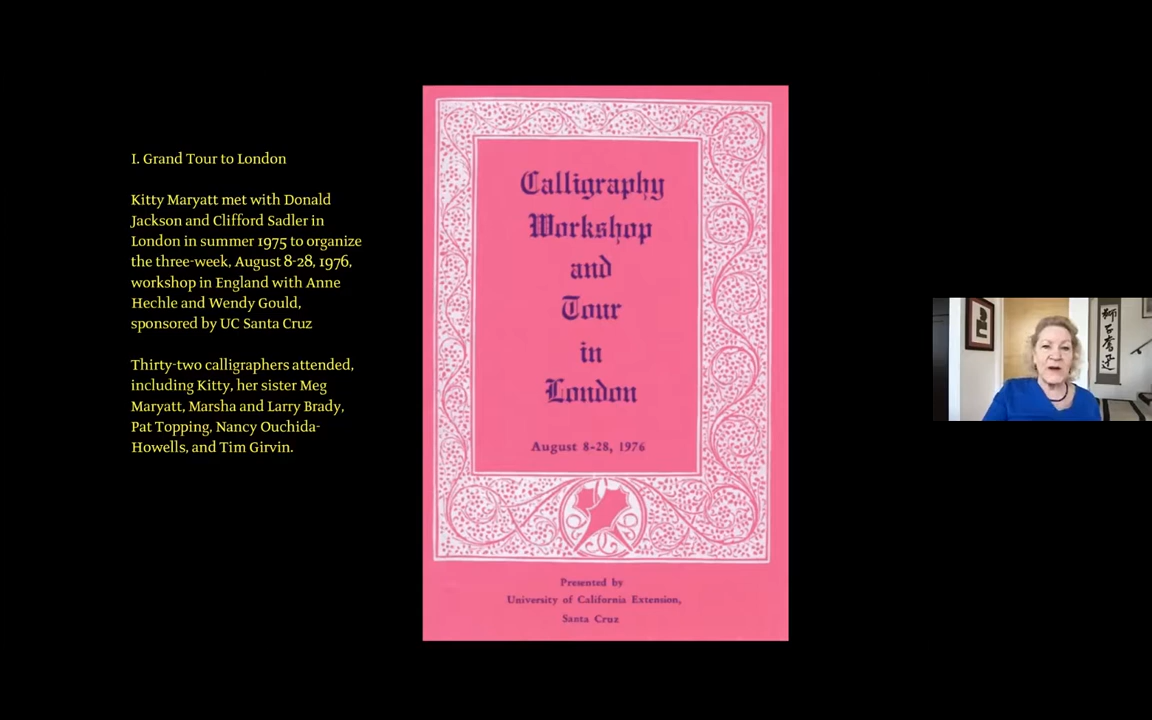 I. Grand Tour to London
Kitty Maryatt met with Donald
Jackson and Clifford Sadler in
London in summer 1975 to organize
the three-week, August 8-28, 1976,
workshop in England with Anne
Hechle and Wendy Gould,
sponsored by UC Santa Cruz
Thirty-two calligraphers attended,
including Kitty, her sister Meg
Maryatt, Marsha and Larry Brady,
Pat Topping, Nancy Ouchida-
Howells, and Tim Girvin.
Calligraphy
Workshop
and
Tour
in
London
August 8-28, 1976
Presented by
University of California Extension,
Santa Cruz